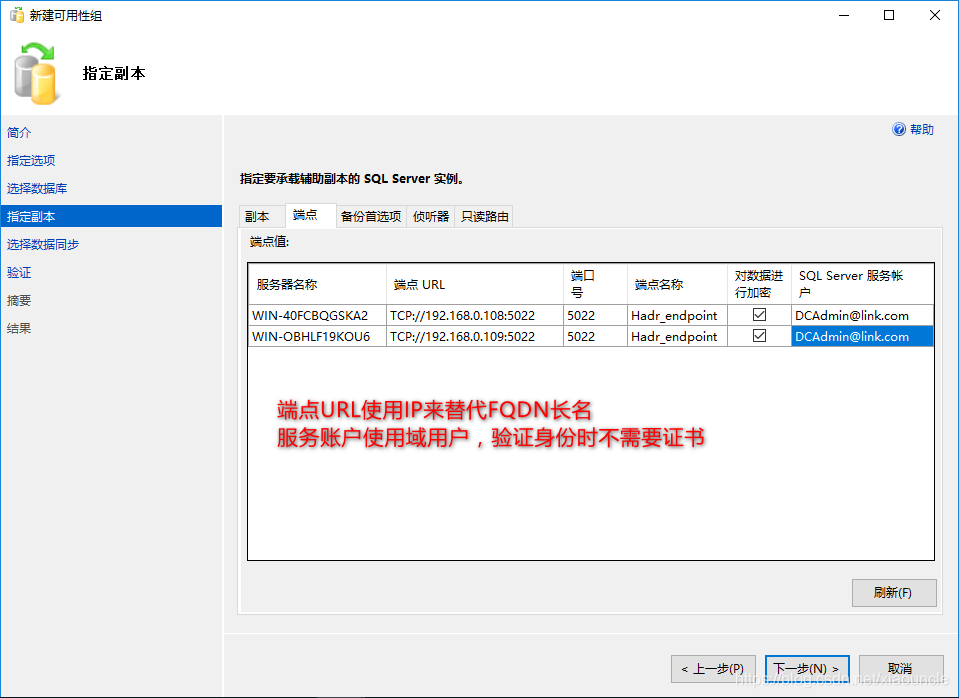 新建可用性组
指定副本
简介
指定选项
选择数据库
指定副本
选择数据同步
验证
摘要
结果
帮助
指定要承载辅助副本的 SQL Server 实例。
副本 端点 备份首选项 侦听器 只读路由
端点值:
服务器名称 端点 URL 端口号 端点名称 对数据进行加密 SQL Server 服务帐户
WIN-40FCBQGSKA2 TCP://192.168.0.108:5022 5022 Hadr_endpoint DCAdmin@link.com
WIN-OBHLF19KOU6 TCP://192.168.0.109:5022 5022 Hadr_endpoint DCAdmin@link.com
端点URL使用IP来替代FQDN长名
服务账户使用域用户，验证身份时不需要证书
刷新(F)
< 上一步(P) 下一步(N) > 取消
https://blog.csdn.net/xiaouncle